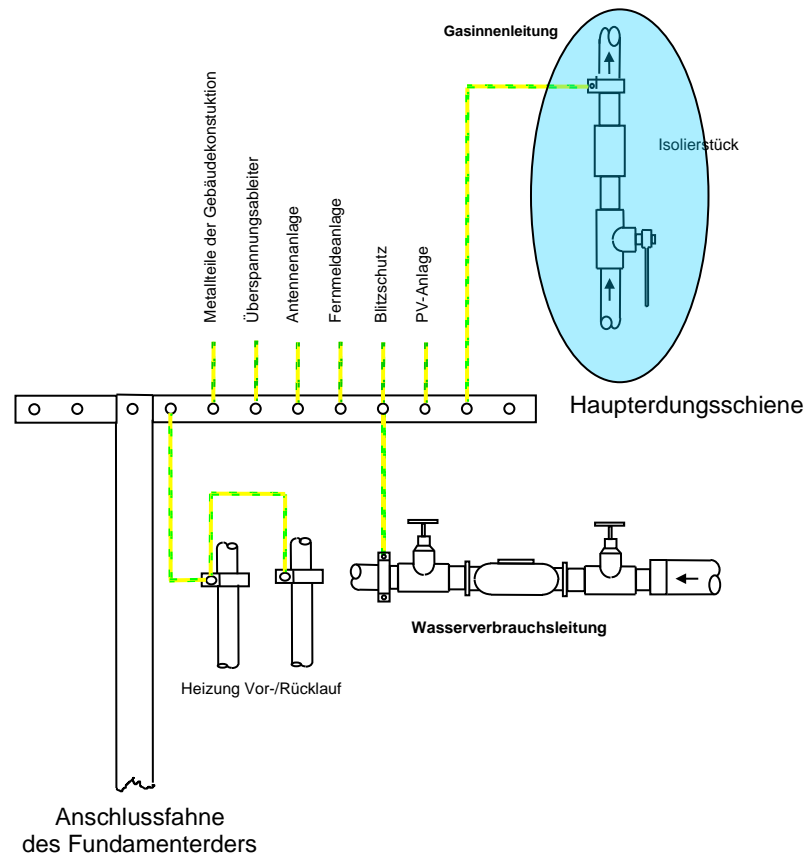 Gasinnenleitung
Isolierstück
Metallteile der Gebäudekonstuktion
Überspannungsableiter
Antennenanlage
Fernmeldeanlage
Blitzschutz
PV-Anlage
Haupterdungsschiene
Wasserverbrauchsleitung
Heizung Vor-/Rücklauf
Anschlussfahne
des Fundamenterders